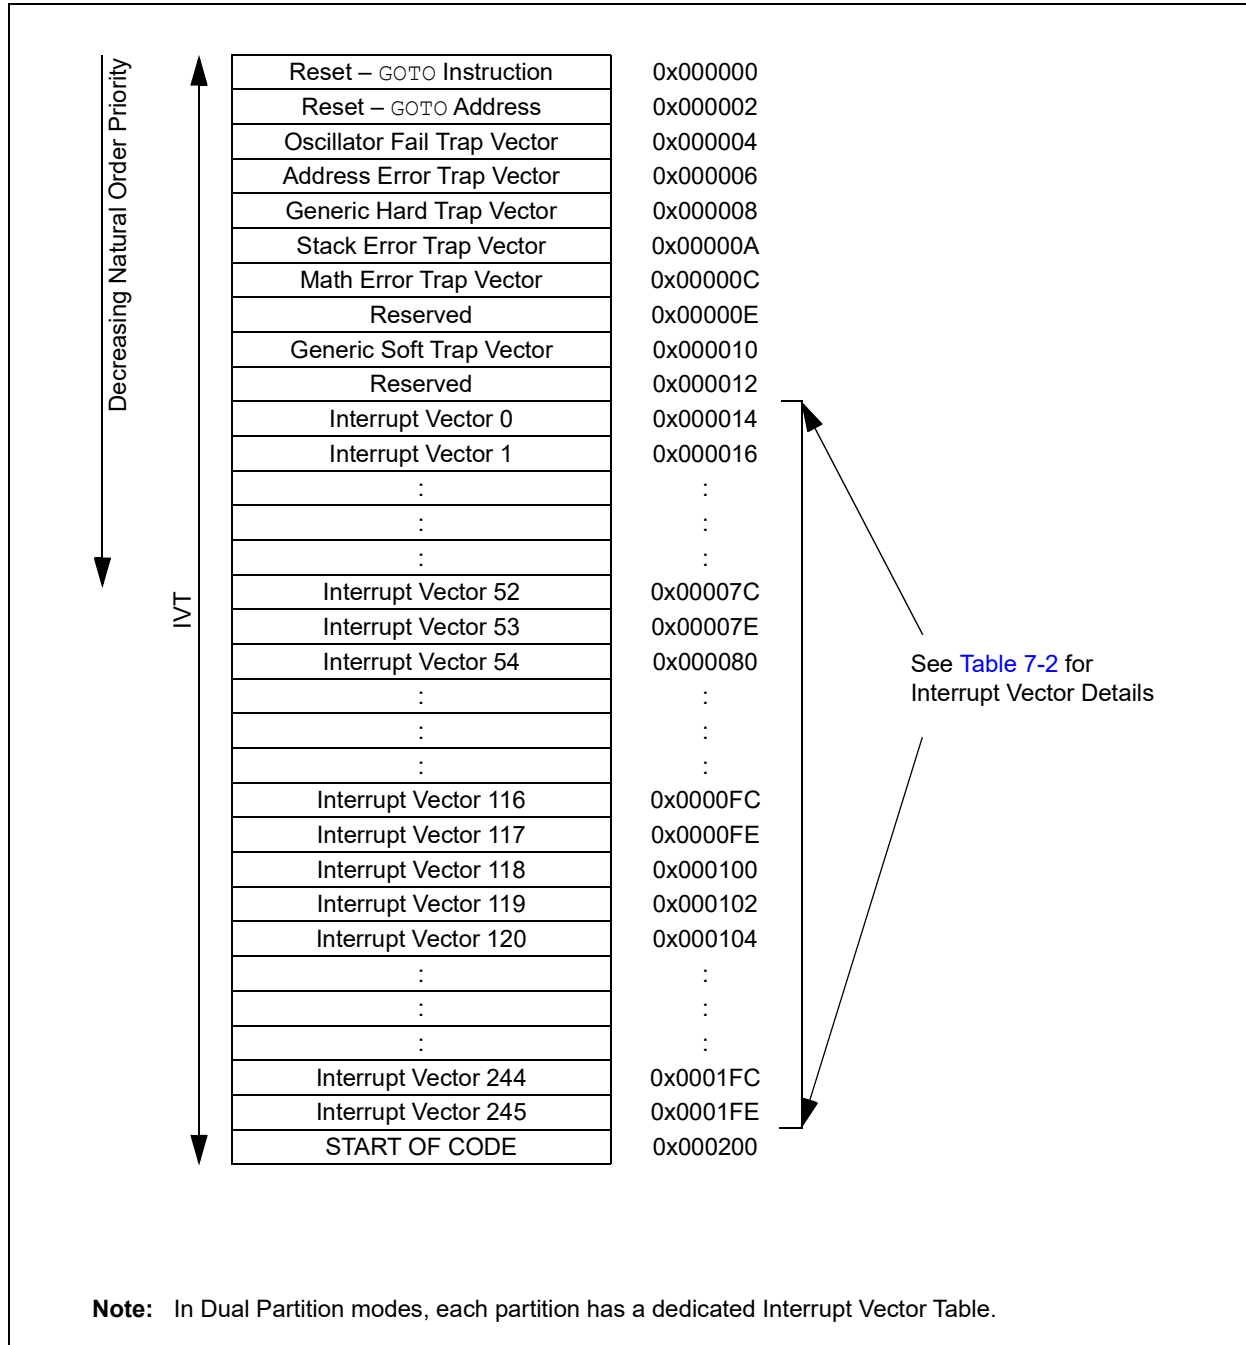 Decreasing Natural Order Priority
IVT
Reset – GOTO Instruction 0x000000
Reset – GOTO Address 0x000002
Oscillator Fail Trap Vector 0x000004
Address Error Trap Vector 0x000006
Generic Hard Trap Vector 0x000008
Stack Error Trap Vector 0x00000A
Math Error Trap Vector 0x00000C
Reserved 0x00000E
Generic Soft Trap Vector 0x000010
Reserved 0x000012
Interrupt Vector 0 0x000014
Interrupt Vector 1 0x000016
: :
: :
: :
Interrupt Vector 52 0x00007C
Interrupt Vector 53 0x00007E
Interrupt Vector 54 0x000080
: :
: :
: :
Interrupt Vector 116 0x0000FC
Interrupt Vector 117 0x0000FE
Interrupt Vector 118 0x000100
Interrupt Vector 119 0x000102
Interrupt Vector 120 0x000104
: :
: :
: :
Interrupt Vector 244 0x0001FC
Interrupt Vector 245 0x0001FE
START OF CODE 0x000200
See Table 7-2 for
Interrupt Vector Details
Note: In Dual Partition modes, each partition has a dedicated Interrupt Vector Table.